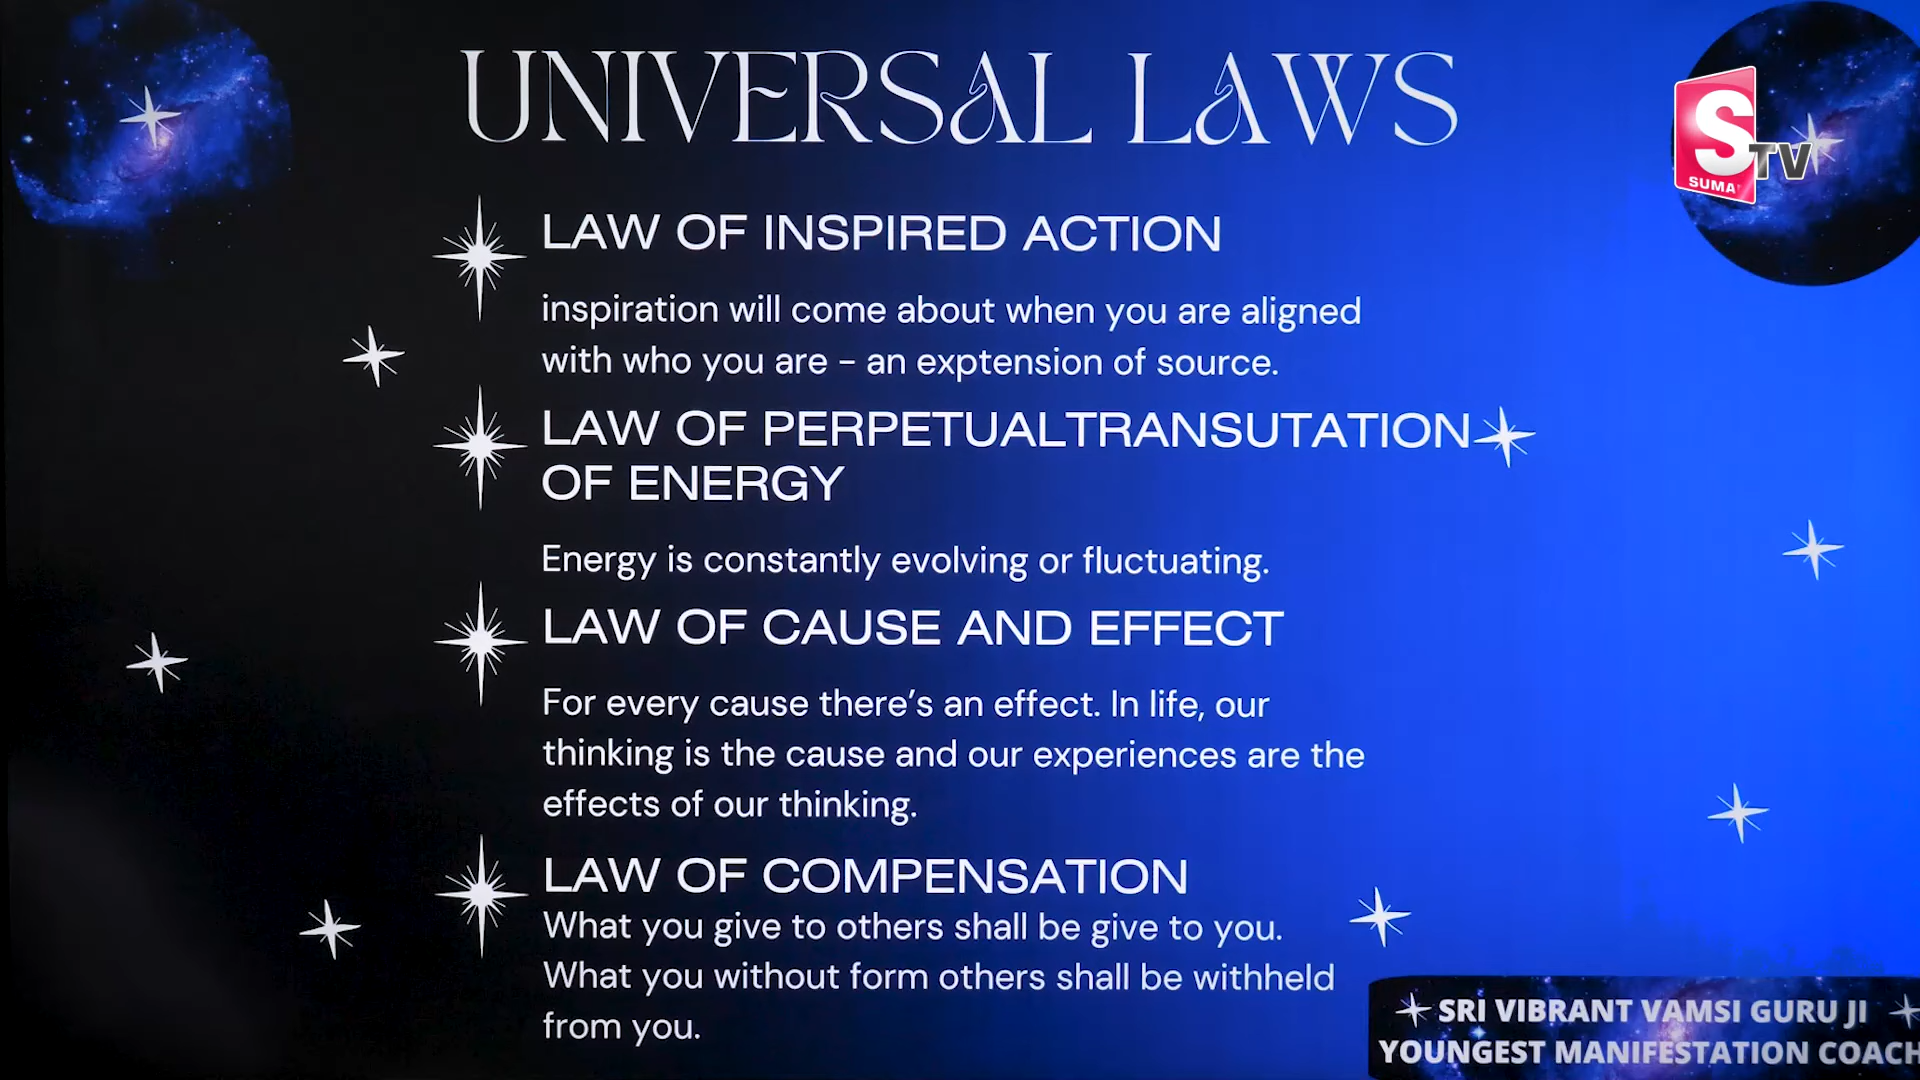 UNIVERSAL LAWS
S
TV
SUMA
LAW OF INSPIRED ACTION
inspiration will come about when you are aligned
with who you are – an exptension of source.
LAW OF PERPETUALTRANSUTATION
OF ENERGY
Energy is constantly evolving or fluctuating.
LAW OF CAUSE AND EFFECT
For every cause there's an effect. In life, our
thinking is the cause and our experiences are the
effects of our thinking.
LAW OF COMPENSATION
What you give to others shall be give to you.
What you without form others shall be withheld
from you.
SRI VIBRANT VAMSI GURU JI
YOUNGEST MANIFESTATION COACH